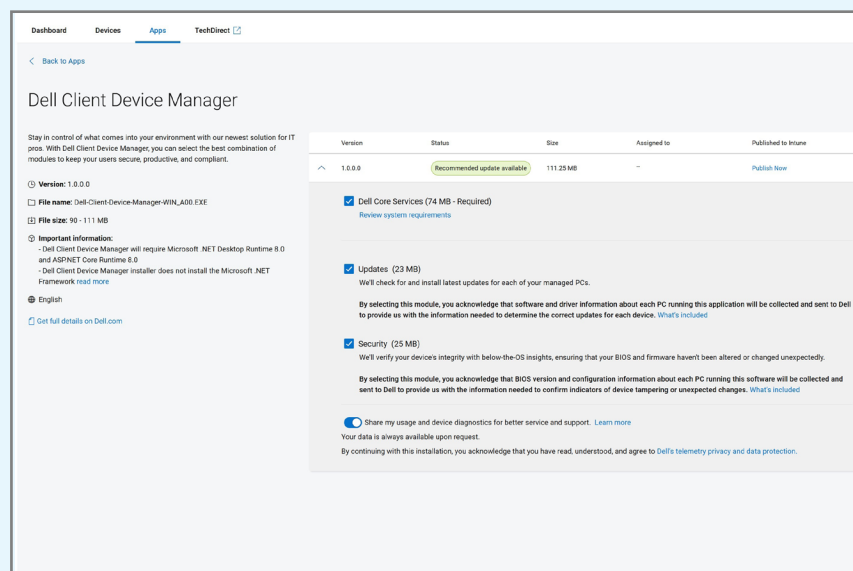 Dashboard Devices Apps TechDirect
Back to Apps
Dell Client Device Manager
Stay in control of what comes into your environment with our newest solution for IT
pros. With Dell Client Device Manager, you can select the best combination of
modules to keep your users secure, productive, and compliant.
Version: 1.0.0.0
File name: Dell-Client-Device-Manager-WIN_A00.EXE
File size: 90 - 111 MB
Important information:
- Dell Client Device Manager will require Microsoft .NET Desktop Runtime 8.0
and ASP.NET Core Runtime 8.0
- Dell Client Device Manager installer does not install the Microsoft .NET
Framework read more
English
Get full details on Dell.com
Version Status Size Assigned to Published to Intune
1.0.0.0 Recommended update available 111.25 MB -- Publish Now
Dell Core Services (74 MB - Required)
Review system requirements
Updates (23 MB)
We'll check for and install latest updates for each of your managed PCs.
By selecting this module, you acknowledge that software and driver information about each PC running this application will be collected and sent to Dell
to provide us with the information needed to determine the correct updates for each device. What's included
Security (25 MB)
We'll verify your device's integrity with below-the-OS insights, ensuring that your BIOS and firmware haven't been altered or changed unexpectedly.
By selecting this module, you acknowledge that BIOS version and configuration information about each PC running this software will be collected and
sent to Dell to provide us with the information needed to confirm indicators of device tampering or unexpected changes. What's included
Share my usage and device diagnostics for better service and support. Learn more
Your data is always available upon request.
By continuing with this installation, you acknowledge that you have read, understood, and agree to Dell's telemetry privacy and data protection.